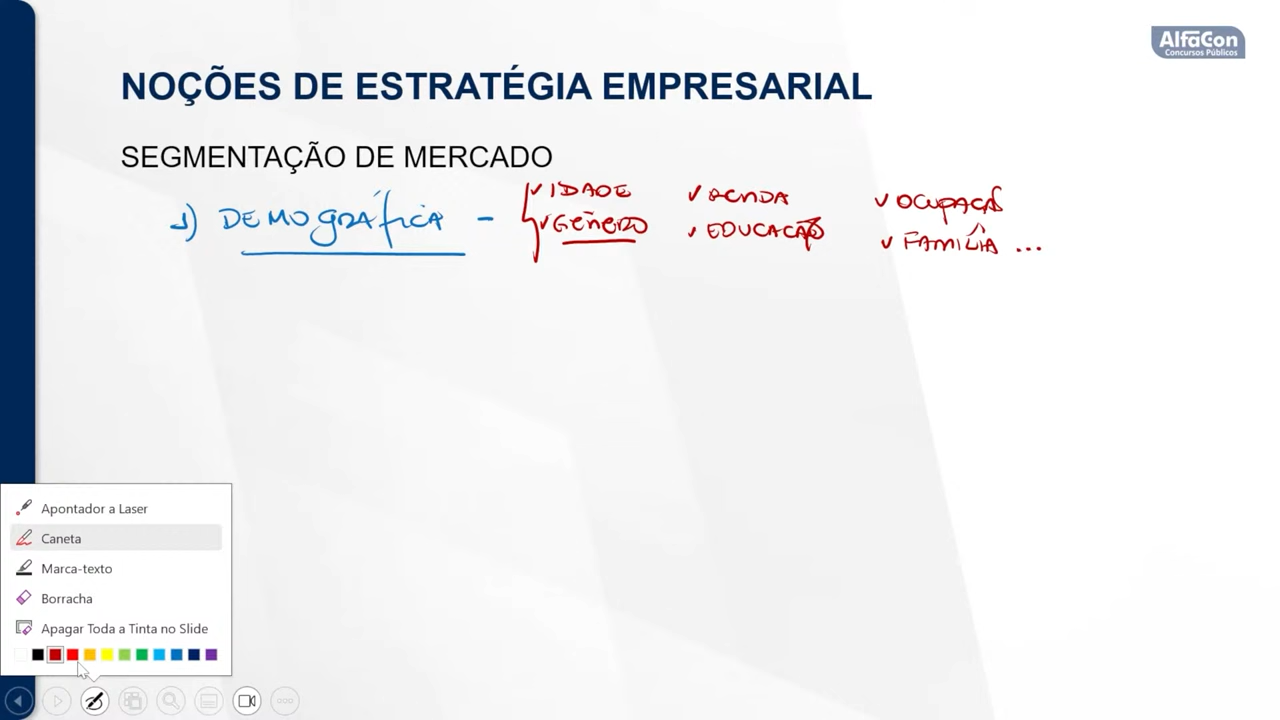 AlfaCon
Concursos Públicos
NOÇÕES DE ESTRATÉGIA EMPRESARIAL
SEGMENTAÇÃO DE MERCADO
1) DEMOGRÁFICA - { ✓ IDADE ✓ RENDA ✓ OCUPAÇÃO
✓ GÊNERO ✓ EDUCAÇÃO ✓ FAMÍLIA ...
Apontador a Laser
Caneta
Marca-texto
Borracha
Apagar Toda a Tinta no Slide